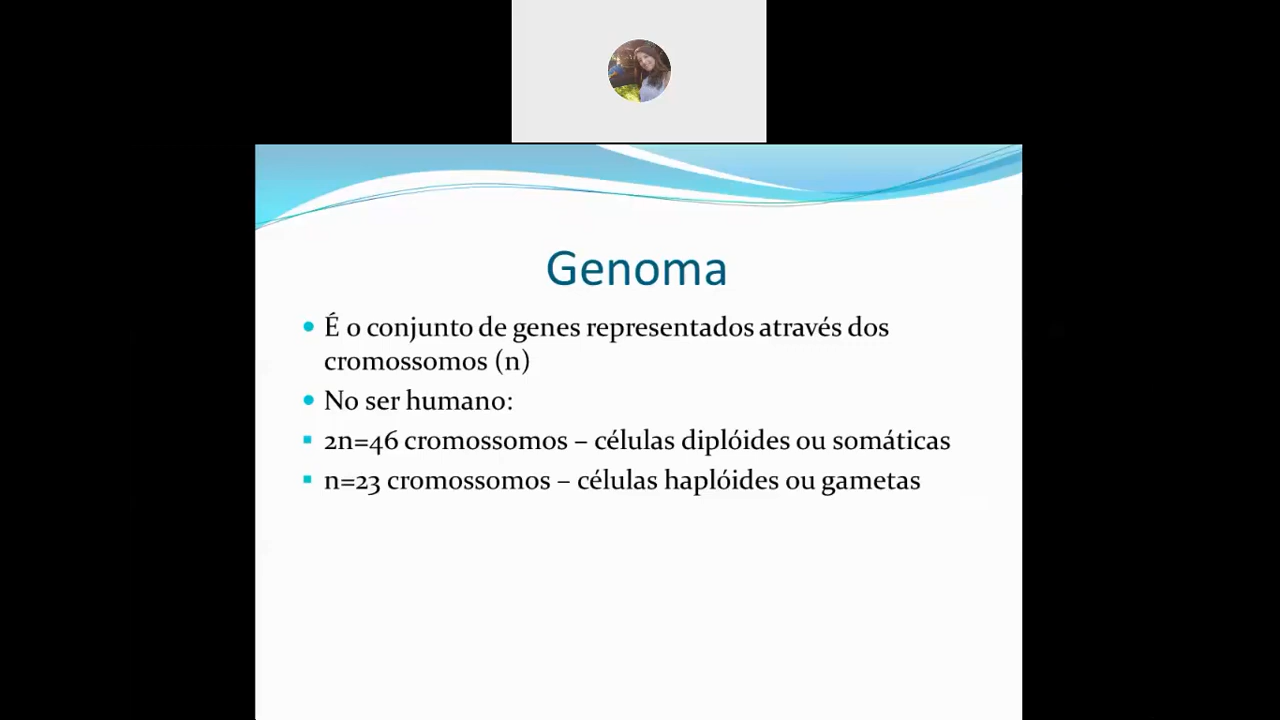 Genoma
É o conjunto de genes representados através dos
cromossomos (n)
No ser humano:
2n=46 cromossomos – células diplóides ou somáticas
n=23 cromossomos – células haplóides ou gametas